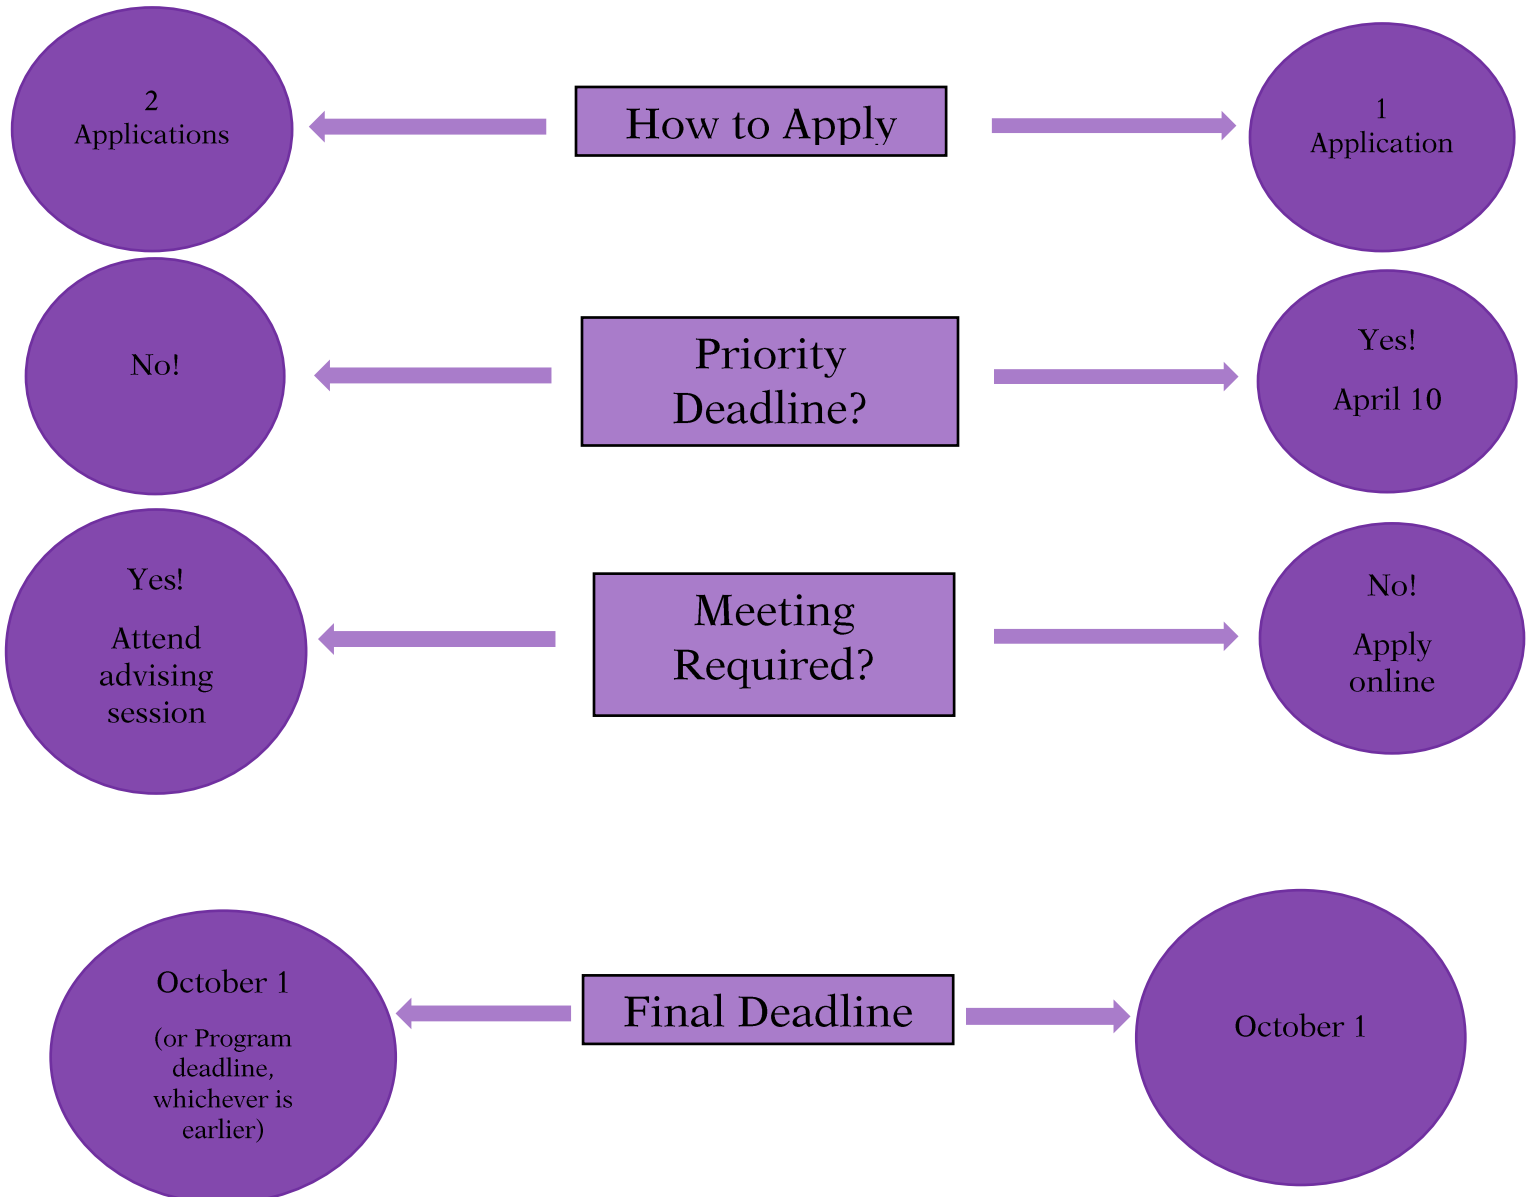 2
Applications
How to Apply
1
Application
No!
Priority
Deadline?
Yes!
April 10
Yes!
Attend
advising
session
Meeting
Required?
No!
Apply
online
October 1
(or Program
deadline,
whichever is
earlier)
Final Deadline
October 1